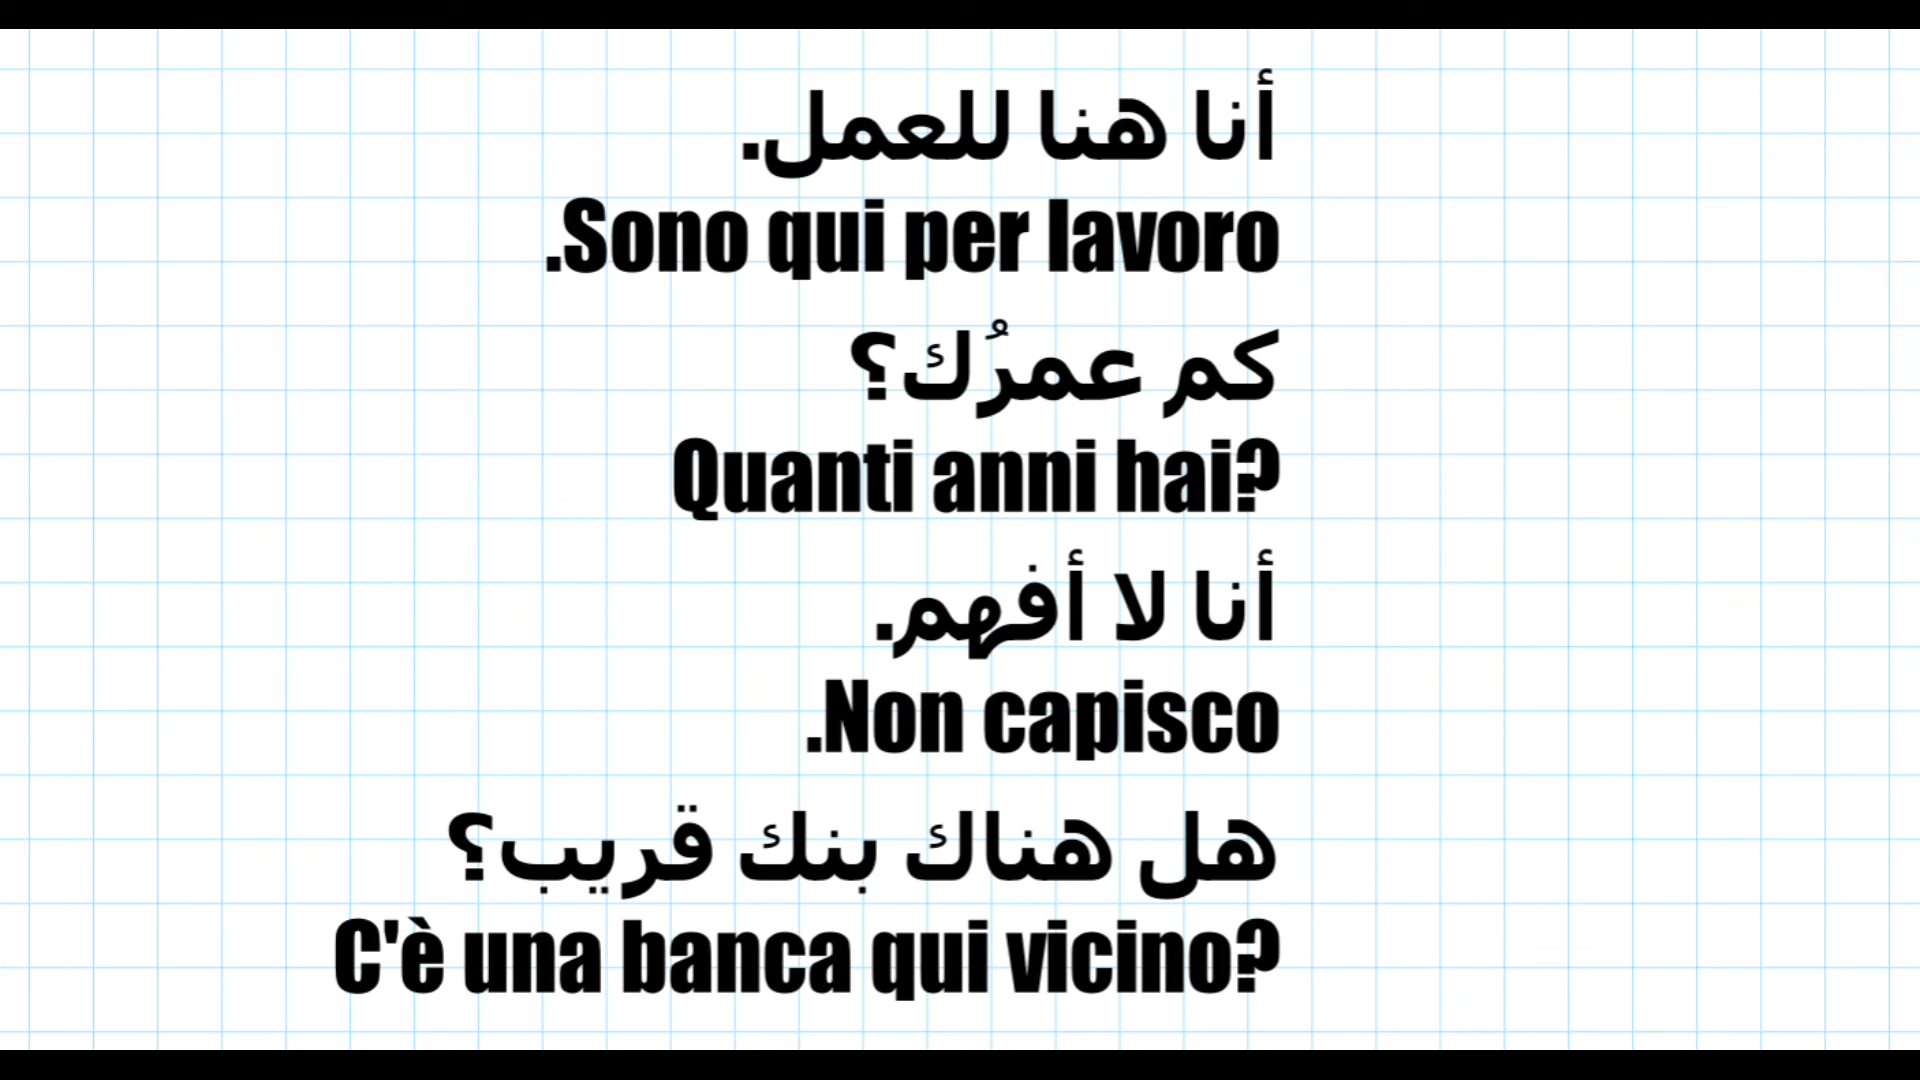 أنا هنا للعمل.
.Sono qui per lavoro
كم عمرُك؟
Quanti anni hai?
أنا لا أفهم.
.Non capisco
هل هناك بنك قريب؟
C'è una banca qui vicino?